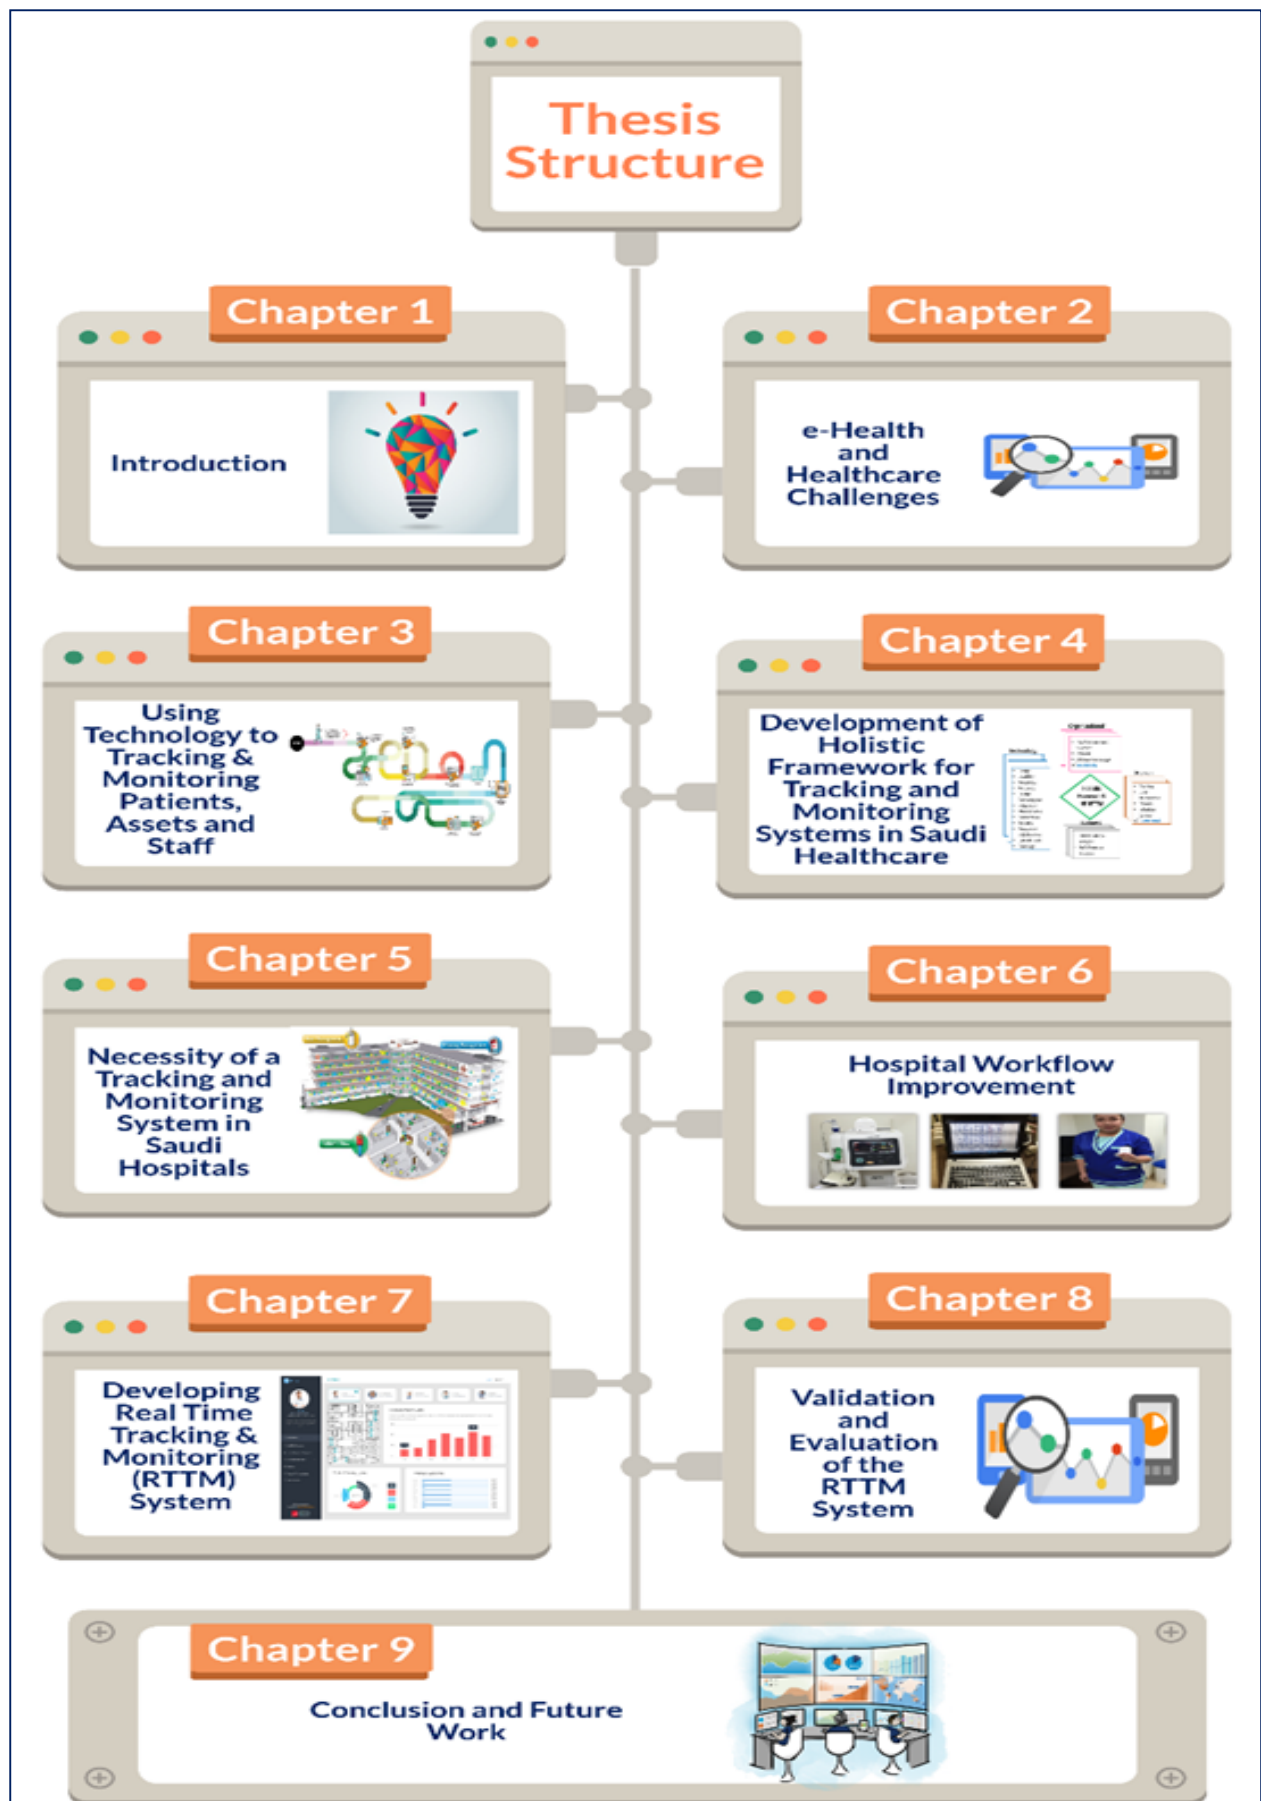 Thesis
Structure
Chapter 1
Introduction
Chapter 2
e-Health
and
Healthcare
Challenges
Chapter 3
Using
Technology to
Tracking &
Monitoring
Patients,
Assets and
Staff
Chapter 4
Development of
Holistic
Framework for
Tracking and
Monitoring
Systems in Saudi
Healthcare
Chapter 5
Necessity of a
Tracking and
Monitoring
System in
Saudi
Hospitals
Chapter 6
Hospital Workflow
Improvement
Chapter 7
Developing
Real Time
Tracking &
Monitoring
(RTTM)
System
Chapter 8
Validation
and
Evaluation
of the
RTTM
System
Chapter 9
Conclusion and Future
Work